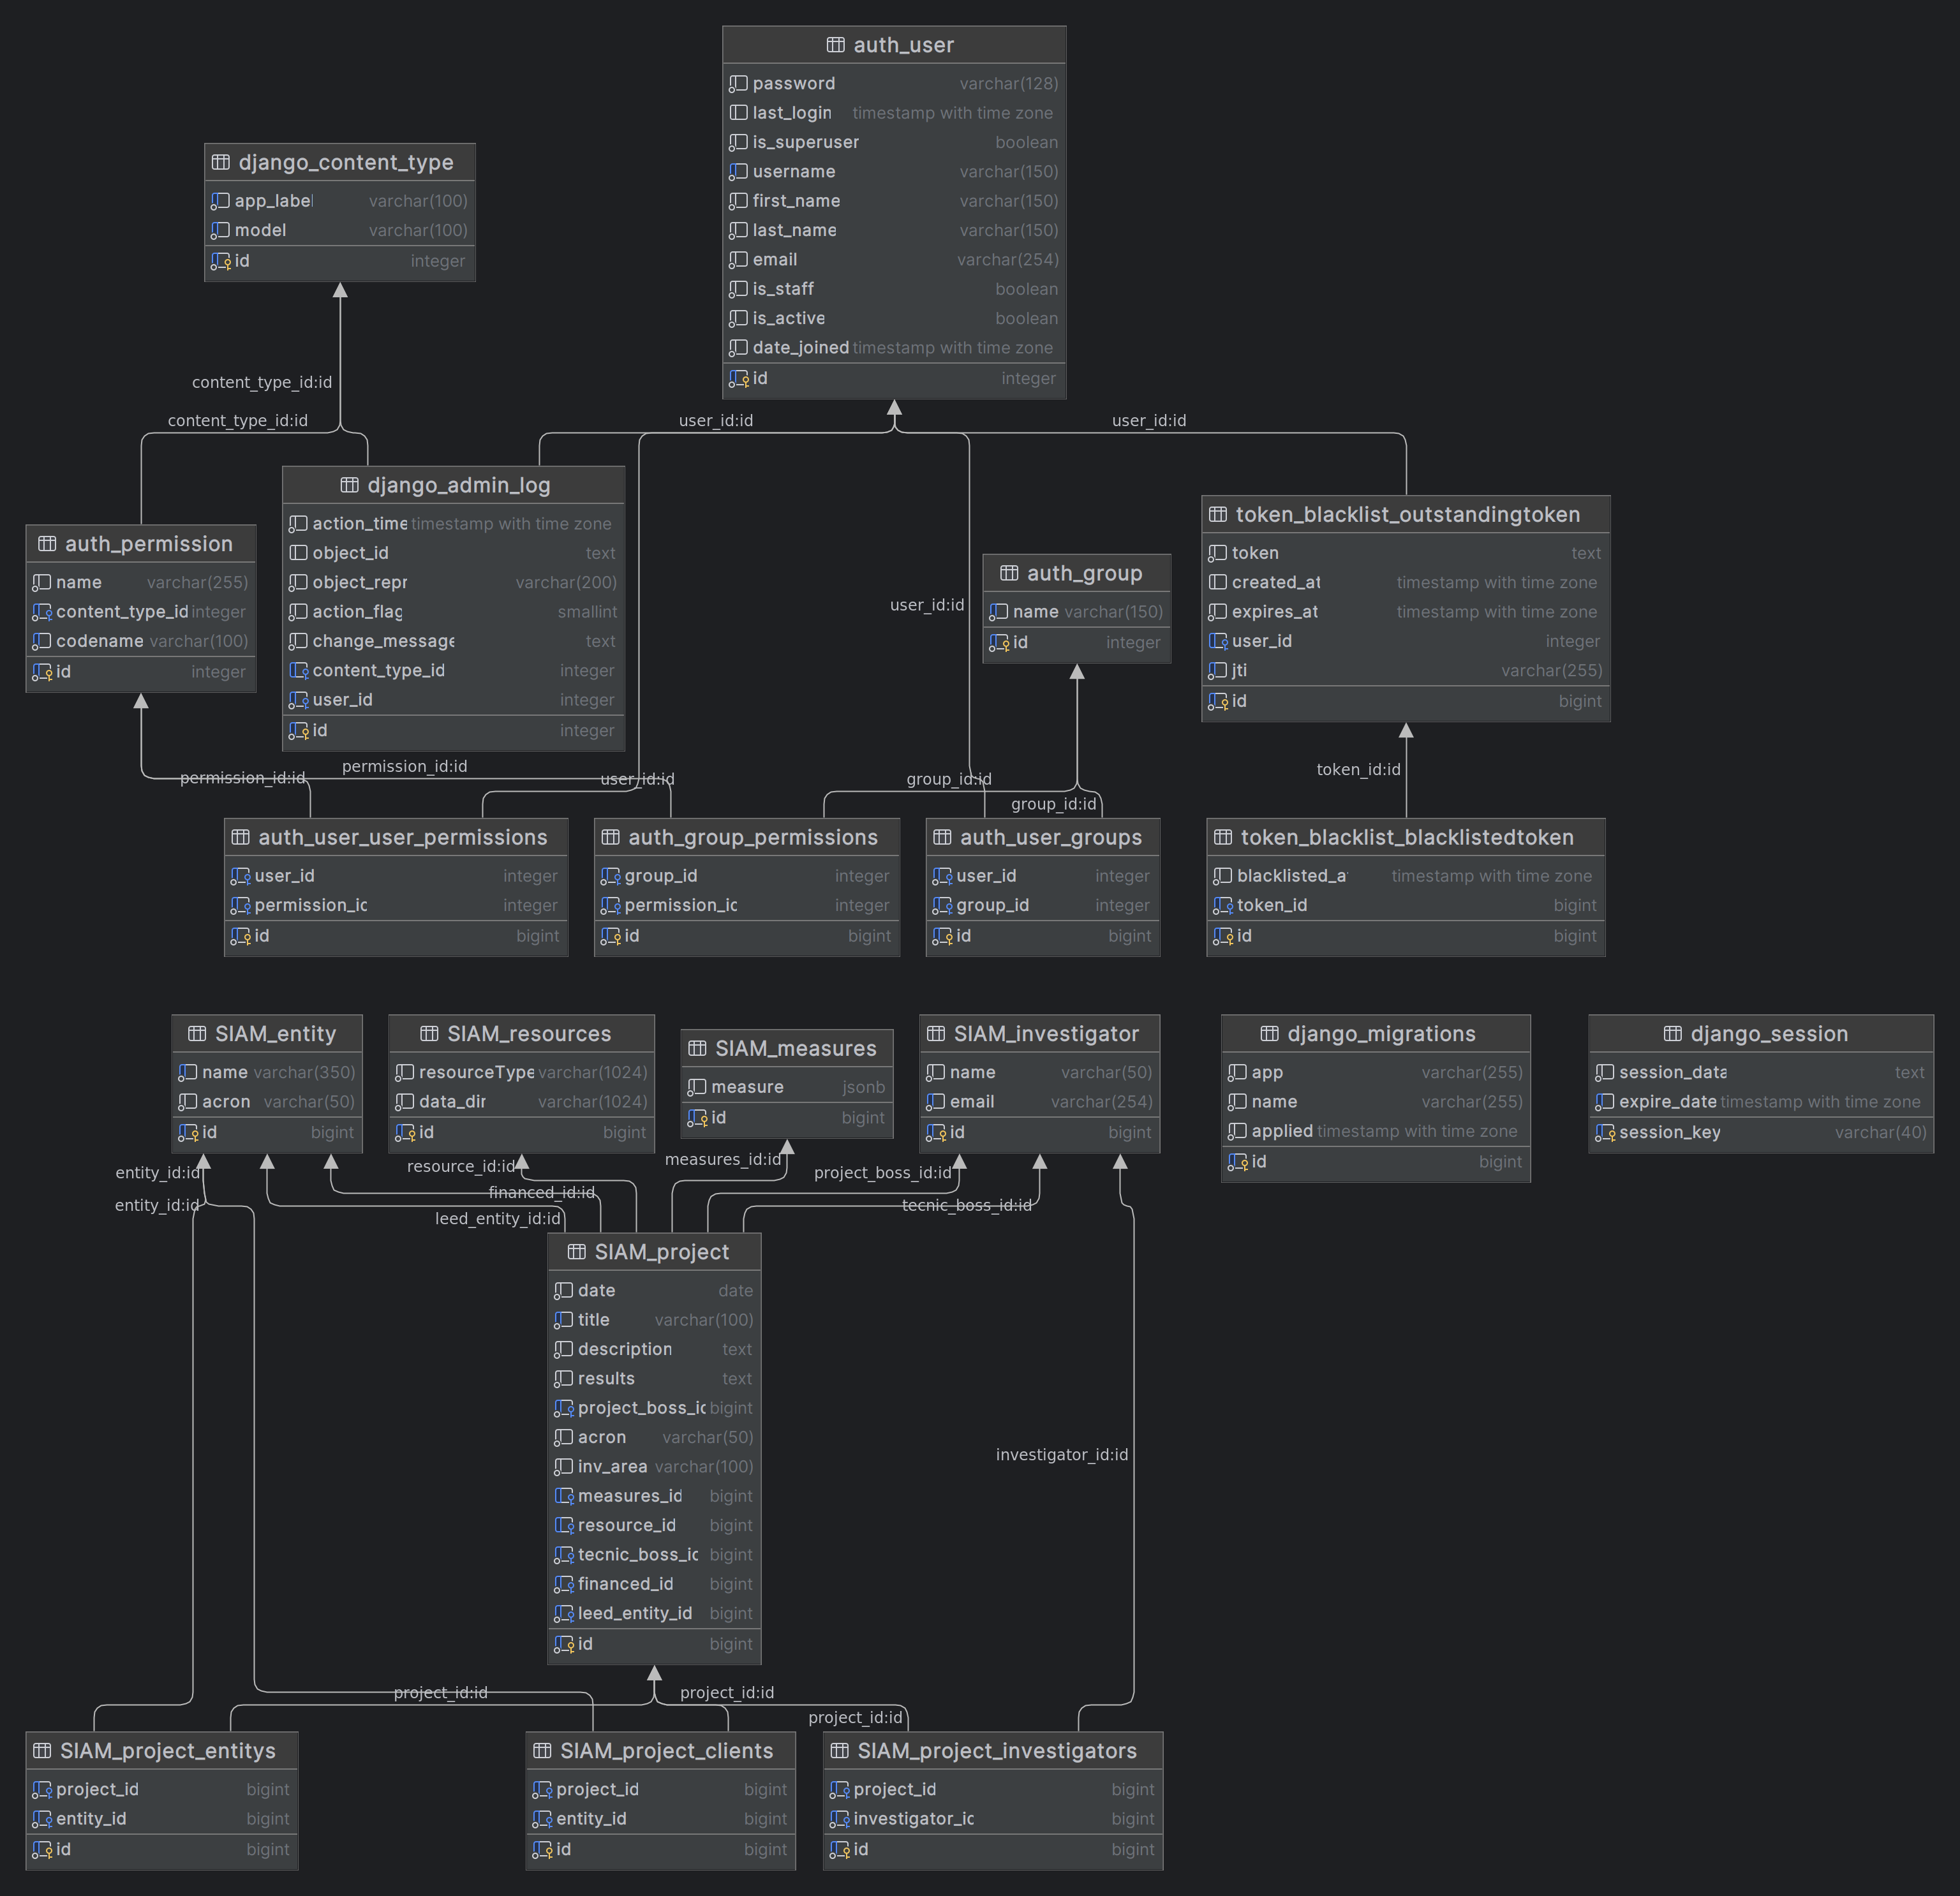 auth_user
password varchar(128)
last_login timestamp with time zone
is_superuser boolean
username varchar(150)
first_name varchar(150)
last_name varchar(150)
email varchar(254)
is_staff boolean
is_active boolean
date_joined timestamp with time zone
id integer
django_content_type
app_label varchar(100)
model varchar(100)
id integer
content_type_id:id
content_type_id:id
user_id:id
user_id:id
django_admin_log
action_time timestamp with time zone
object_id text
object_repr varchar(200)
action_flag smallint
change_message text
content_type_id integer
user_id integer
id integer
auth_permission
name varchar(255)
content_type_id integer
codename varchar(100)
id integer
user_id:id
auth_group
name varchar(150)
id integer
token_blacklist_outstandingtoken
token text
created_at timestamp with time zone
expires_at timestamp with time zone
user_id integer
jti varchar(255)
id bigint
permission_id:id
permission_id:id
user_id:id
group_id:id
group_id:id
token_id:id
auth_user_user_permissions
user_id integer
permission_ic integer
id bigint
auth_group_permissions
group_id integer
permission_ic integer
id bigint
auth_user_groups
user_id integer
group_id integer
id bigint
token_blacklist_blacklistedtoken
blacklisted_a timestamp with time zone
token_id bigint
id bigint
SIAM_entity
name varchar(350)
acron varchar(50)
id bigint
SIAM_resources
resourceType varchar(1024)
data_dir varchar(1024)
id bigint
SIAM_measures
measure jsonb
id bigint
SIAM_investigator
name varchar(50)
email varchar(254)
id bigint
django_migrations
app varchar(255)
name varchar(255)
applied timestamp with time zone
id bigint
django_session
session_data text
expire_date timestamp with time zone
session_key varchar(40)
entity_id:id
entity_id:id
resource_id:id
financed_id:id
leed_entity_id:id
measures_id:id
project_boss_id:id
tecnic_boss_id:id
SIAM_project
date date
title varchar(100)
description text
results text
project_boss_ic bigint
acron varchar(50)
inv_area varchar(100)
measures_id bigint
resource_id bigint
tecnic_boss_ic bigint
financed_id bigint
leed_entity_id bigint
id bigint
investigator_id:id
project_id:id
project_id:id
project_id:id
SIAM_project_entitys
project_id bigint
entity_id bigint
id bigint
SIAM_project_clients
project_id bigint
entity_id bigint
id bigint
SIAM_project_investigators
project_id bigint
investigator_ic bigint
id bigint